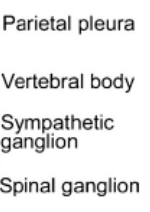 Parietal pleura
Vertebral body
Sympathetic
ganglion
Spinal ganglion